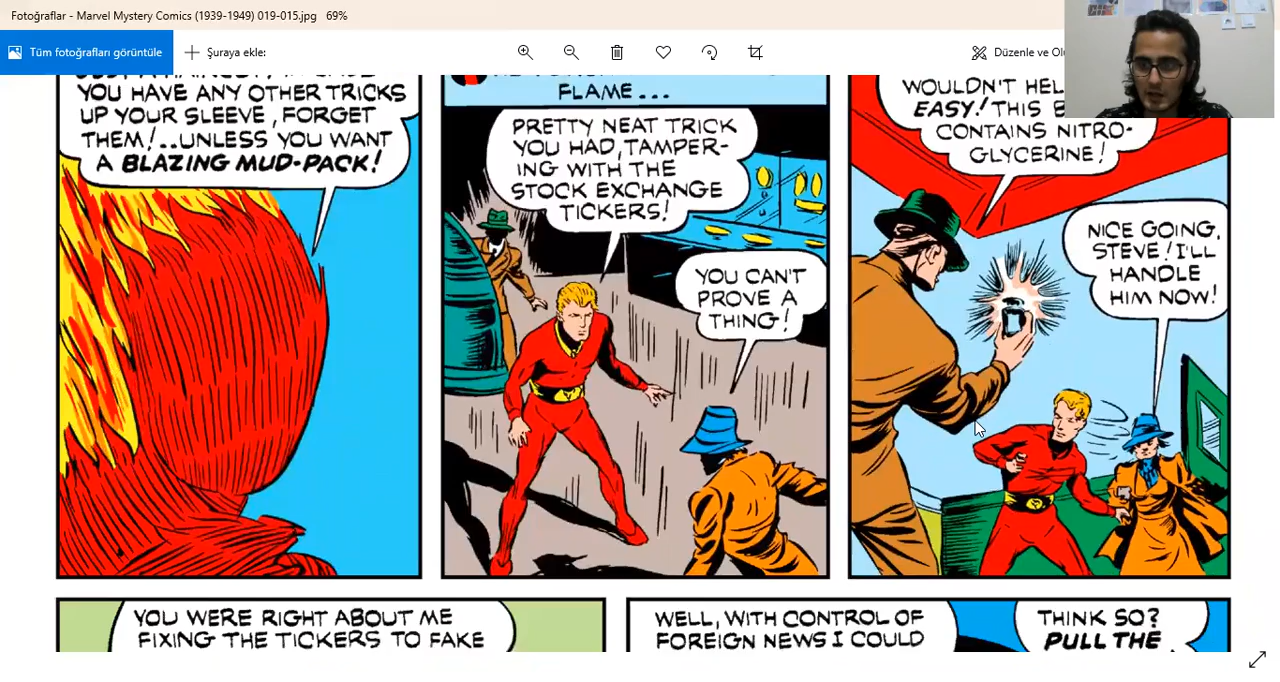 Fotoğraflar - Marvel Mystery Comics (1939-1949) 019-015.jpg 69%
Tüm fotoğrafları görüntüle
Şuraya ekle:
Düzenle ve Olu
YOU HAVE ANY OTHER TRICKS
UP YOUR SLEEVE, FORGET
THEM!..UNLESS YOU WANT
A BLAZING MUD-PACK!
FLAME...
PRETTY NEAT TRICK
YOU HAD, TAMPER-
ING WITH THE
STOCK EXCHANGE
TICKERS!
YOU CAN'T
PROVE A
THING!
WOULDN'T HEL
EASY! THIS B
CONTAINS NITRO-
GLYCERINE!
NICE GOING,
STEVE! I'LL
HANDLE
HIM NOW!
YOU WERE RIGHT ABOUT ME
FIXING THE TICKERS TO FAKE
WELL, WITH CONTROL OF
FOREIGN NEWS I COULD
THINK SO?
PULL THE